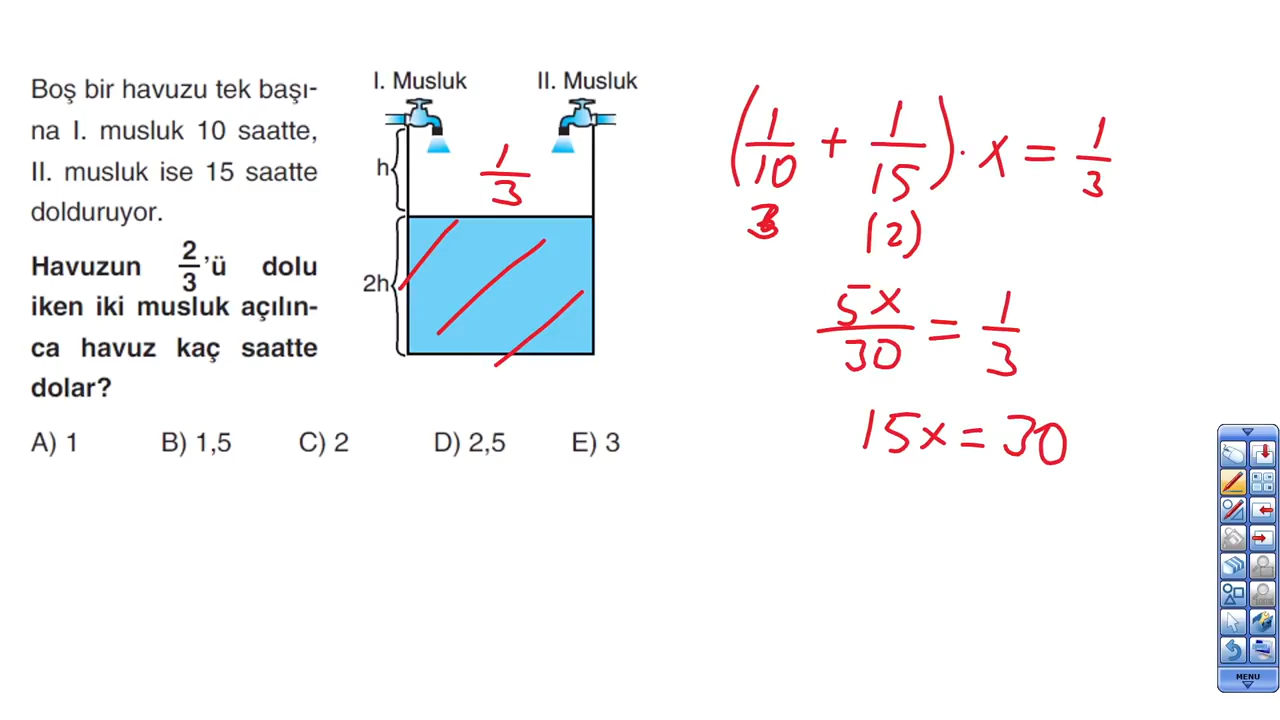 Boş bir havuzu tek başı-
na I. musluk 10 saatte,
II. musluk ise 15 saatte
dolduruyor.
Havuzun 2/3'ü dolu
iken iki musluk açılın-
ca havuz kaç saatte
dolar?
I. Musluk II. Musluk
h
1/3
2h
A) 1 B) 1,5 C) 2 D) 2,5 E) 3
(1/10 + 1/15) · x = 1/3
3 (2)
5x/30 = 1/3
15x = 30
MENU